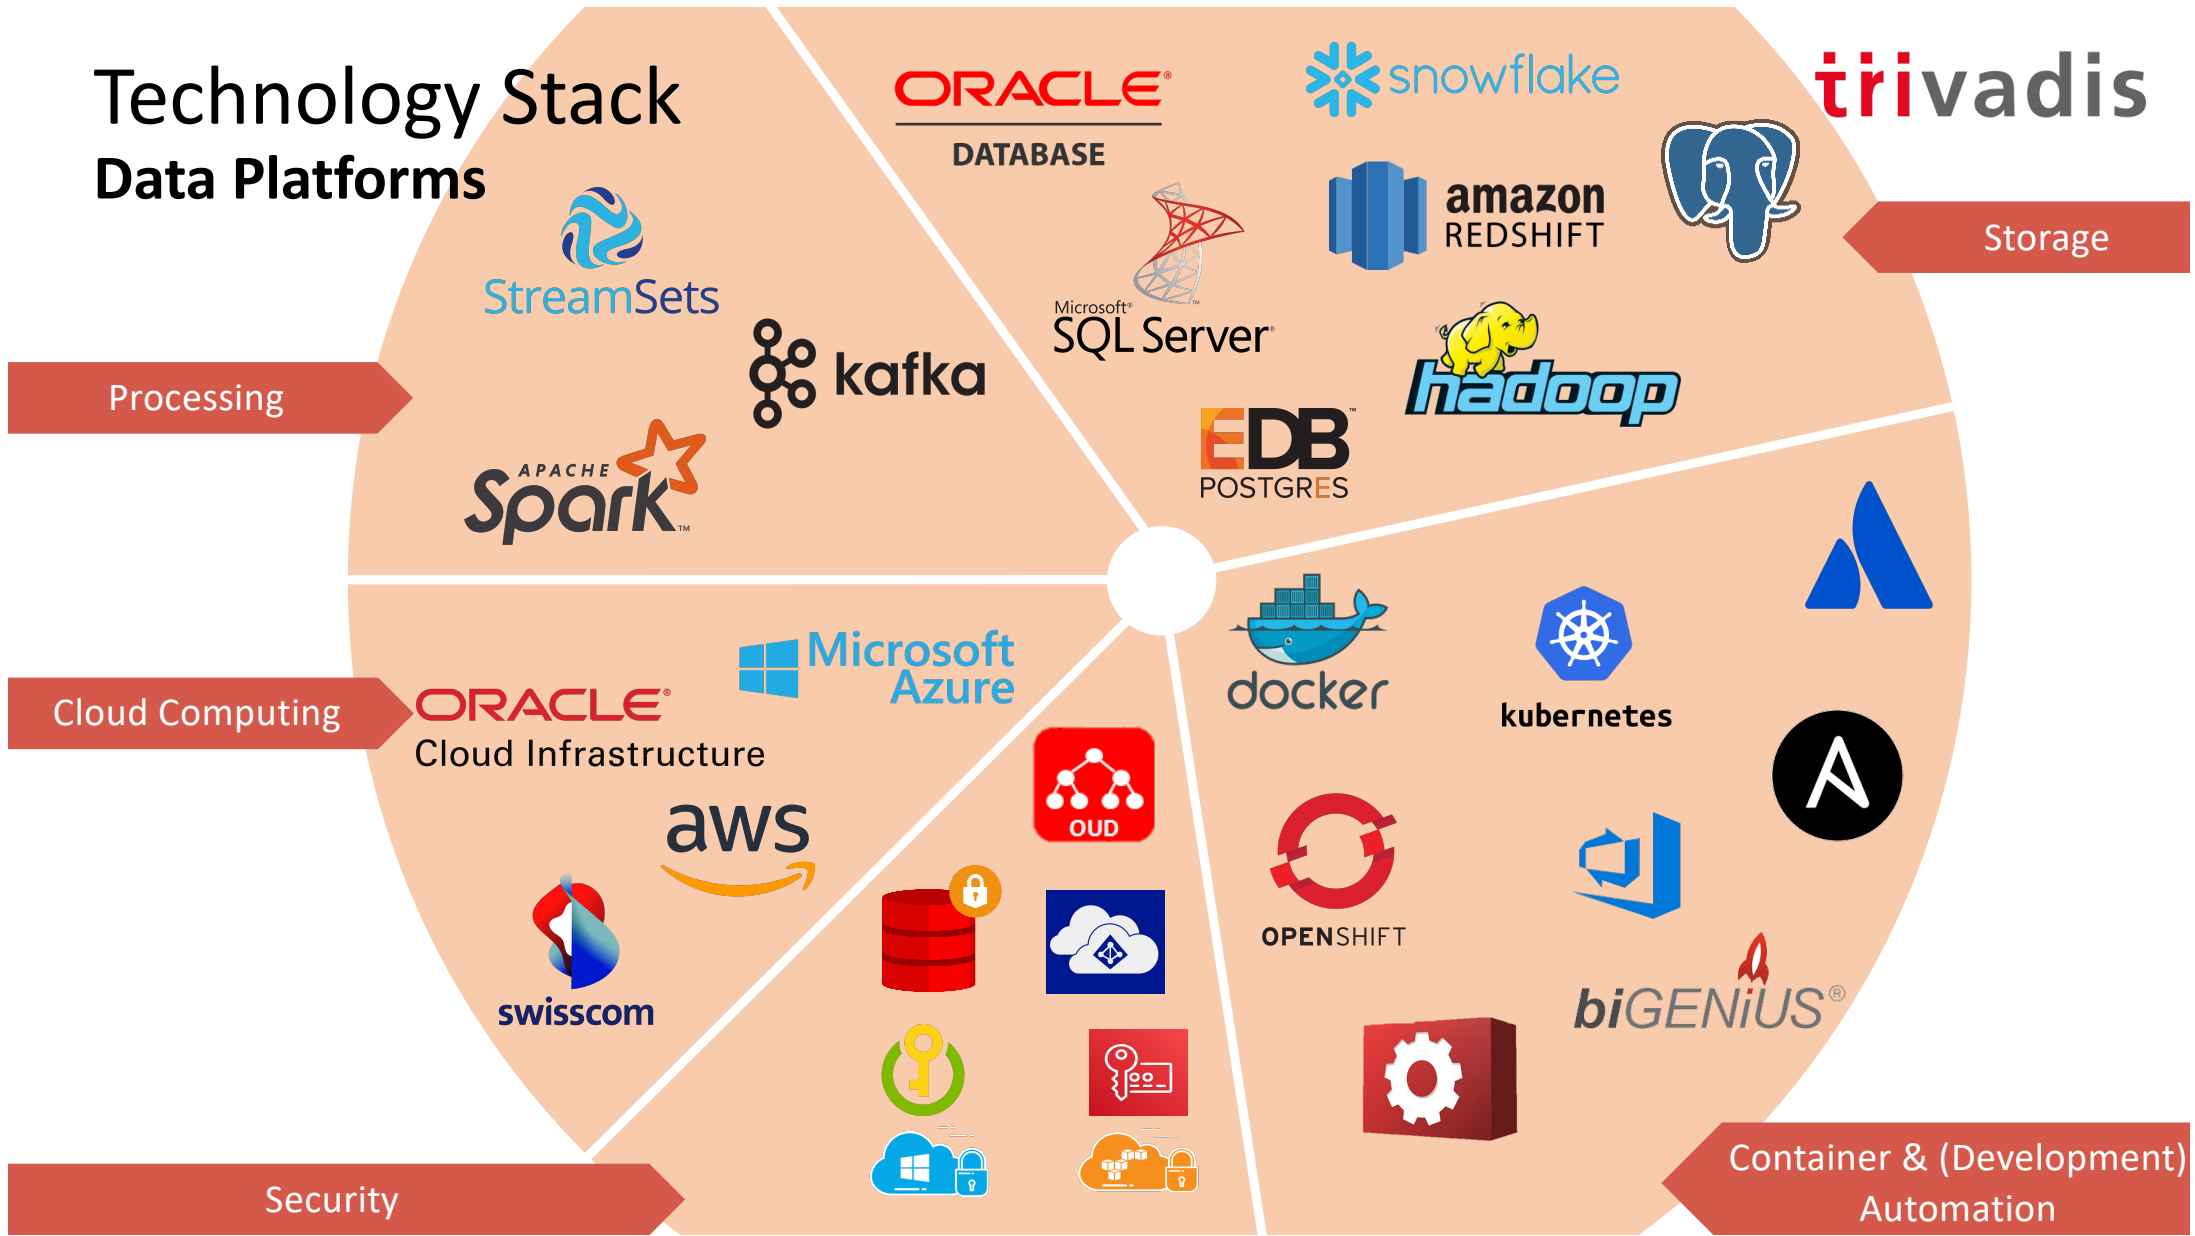 Technology Stack
Data Platforms
trivadis
Storage
Processing
Cloud Computing
Security
Container & (Development)
Automation
StreamSets
kafka
APACHE
Spark™
ORACLE®
DATABASE
snowflake
amazon
REDSHIFT
Microsoft®
SQL Server®
hadoop
EDB™
POSTGRES
Microsoft
Azure
ORACLE®
Cloud Infrastructure
aws
swisscom
OUD
docker
kubernetes
OPENSHIFT
biGENiUS®